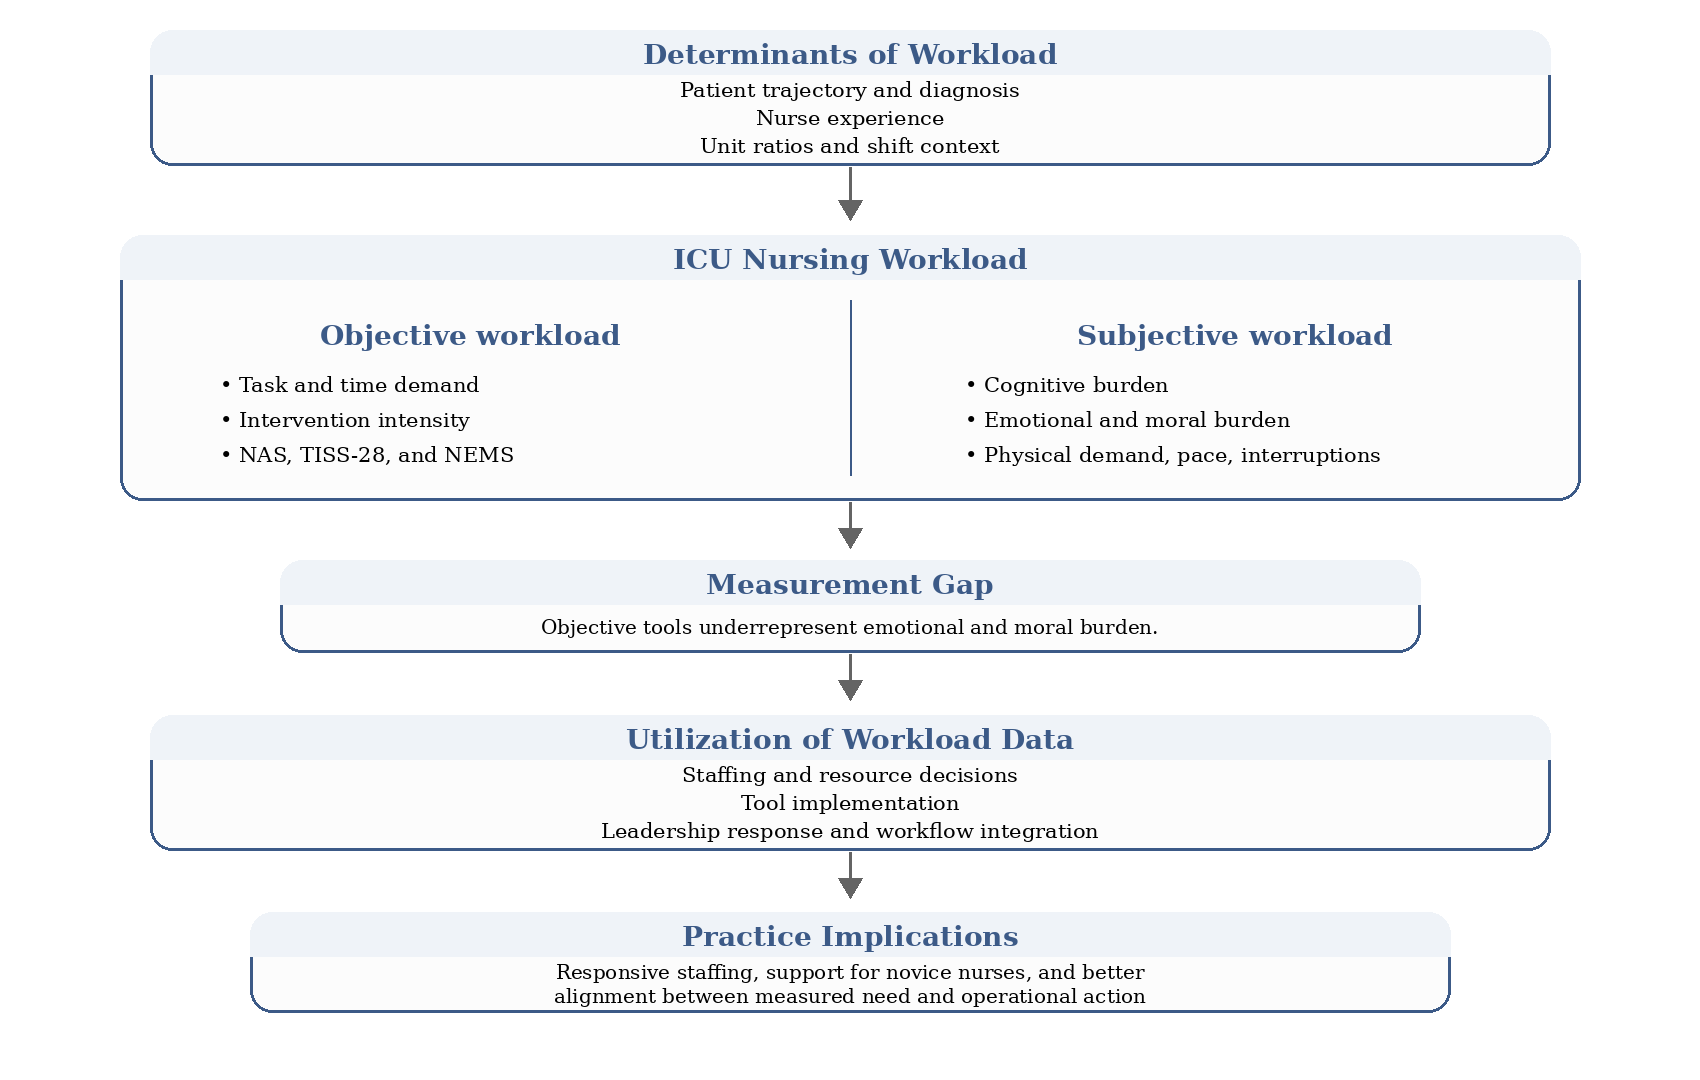 Determinants of Workload
Patient trajectory and diagnosis
Nurse experience
Unit ratios and shift context
ICU Nursing Workload
Objective workload
• Task and time demand
• Intervention intensity
• NAS, TISS-28, and NEMS
Subjective workload
• Cognitive burden
• Emotional and moral burden
• Physical demand, pace, interruptions
Measurement Gap
Objective tools underrepresent emotional and moral burden.
Utilization of Workload Data
Staffing and resource decisions
Tool implementation
Leadership response and workflow integration
Practice Implications
Responsive staffing, support for novice nurses, and better
alignment between measured need and operational action